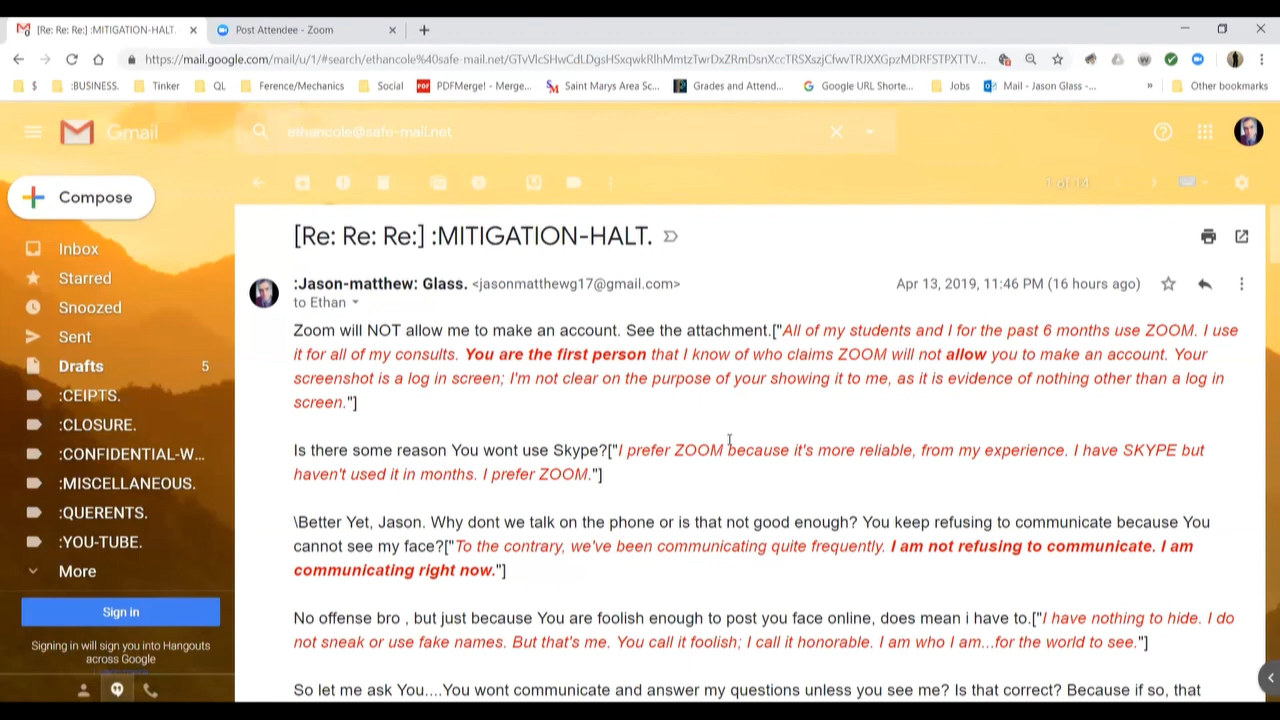 [Re: Re: Re:] :MITIGATION-HALT.
Post Attendee - Zoom
$
:BUSINESS.
Tinker
QL
Ference/Mechanics
Social
PDFMerge! - Merge...
Saint Marys Area Sc...
Grades and Attend...
Google URL Shorte...
Jobs
Mail - Jason Glass -...
»
Other bookmarks
Gmail
ethancole@safe-mail.net
1 of 14
Compose
Inbox
Starred
Snoozed
Sent
Drafts 5
:CEIPTS.
:CLOSURE.
:CONFIDENTIAL-W...
:MISCELLANEOUS.
:QUERENTS.
:YOU-TUBE.
More
Sign in
Signing in will sign you into Hangouts
across Google
[Re: Re: Re:] :MITIGATION-HALT.
:Jason-matthew: Glass. <jasonmatthewg17@gmail.com> Apr 13, 2019, 11:46 PM (16 hours ago)
to Ethan
Zoom will NOT allow me to make an account. See the attachment.["All of my students and I for the past 6 months use ZOOM. I use
it for all of my consults. You are the first person that I know of who claims ZOOM will not allow you to make an account. Your
screenshot is a log in screen; I'm not clear on the purpose of your showing it to me, as it is evidence of nothing other than a log in
screen."]
Is there some reason You wont use Skype?["I prefer ZOOM because it's more reliable, from my experience. I have SKYPE but
haven't used it in months. I prefer ZOOM."]
\Better Yet, Jason. Why dont we talk on the phone or is that not good enough? You keep refusing to communicate because You
cannot see my face?["To the contrary, we've been communicating quite frequently. I am not refusing to communicate. I am
communicating right now."]
No offense bro , but just because You are foolish enough to post you face online, does mean i have to.["I have nothing to hide. I do
not sneak or use fake names. But that's me. You call it foolish; I call it honorable. I am who I am...for the world to see."]
So let me ask You....You wont communicate and answer my questions unless you see me? Is that correct? Because if so, that